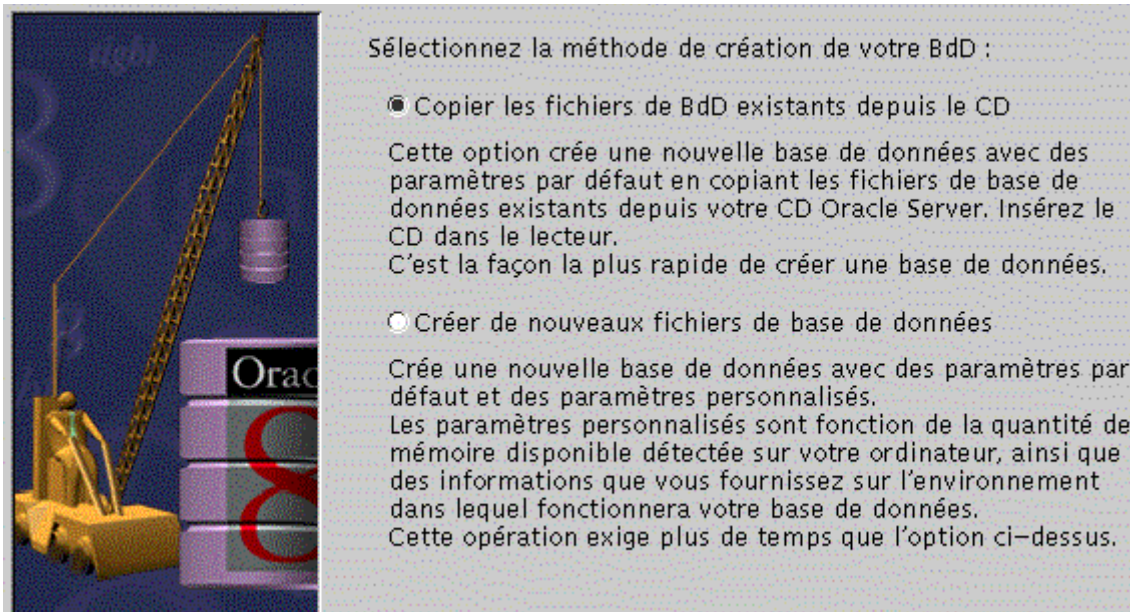 Sélectionnez la méthode de création de votre BdD :
Copier les fichiers de BdD existants depuis le CD
Cette option crée une nouvelle base de données avec des
paramètres par défaut en copiant les fichiers de base de
données existants depuis votre CD Oracle Server. Insérez le
CD dans le lecteur.
C'est la façon la plus rapide de créer une base de données.
Créer de nouveaux fichiers de base de données
Crée une nouvelle base de données avec des paramètres par
défaut et des paramètres personnalisés.
Les paramètres personnalisés sont fonction de la quantité de
mémoire disponible détectée sur votre ordinateur, ainsi que
des informations que vous fournissez sur l'environnement
dans lequel fonctionnera votre base de données.
Cette opération exige plus de temps que l'option ci-dessus.
Orac
8